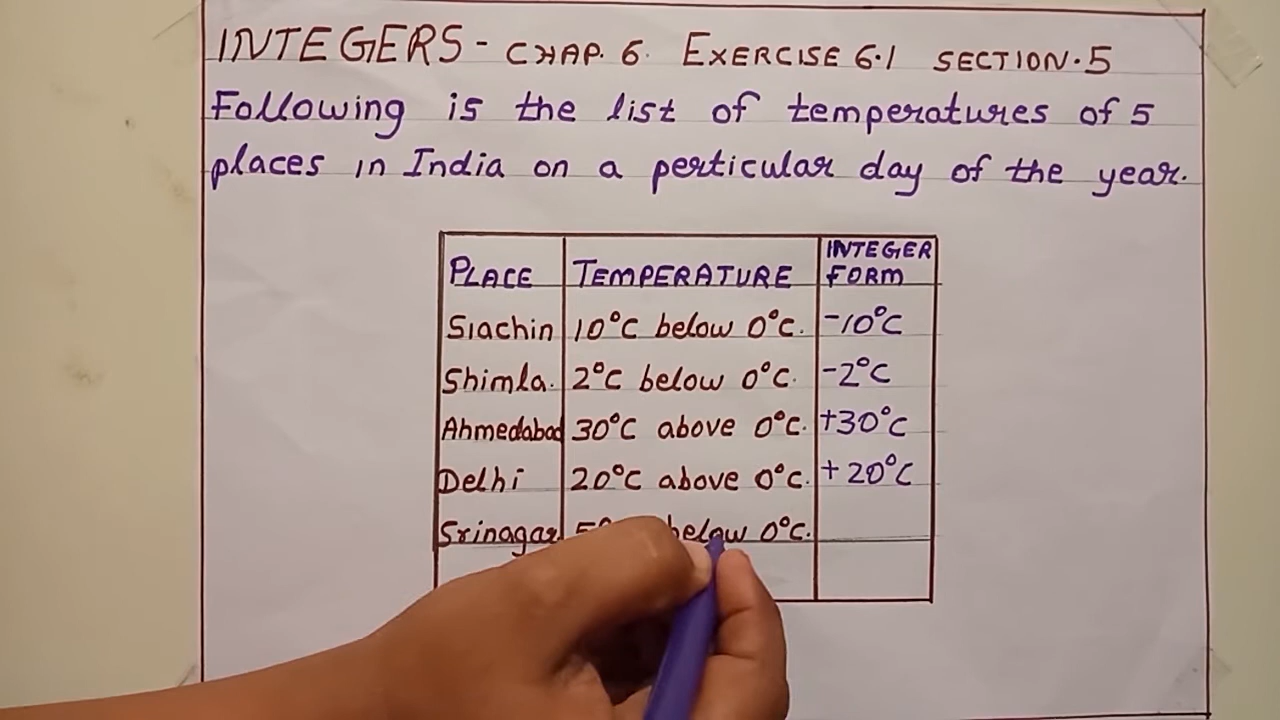 INTEGERS - CHAP. 6. EXERCISE 6.1 SECTION.5
Following is the list of temperatures of 5
places in India on a perticular day of the year.
PLACE TEMPERATURE INTEGER FORM
Siachin 10°C below 0°C. -10°C
Shimla. 2°C below 0°C. -2°C
Ahmedabad 30°C above 0°C. +30°C
Delhi 20°C above 0°C. +20°C
Srinagar below 0°C.